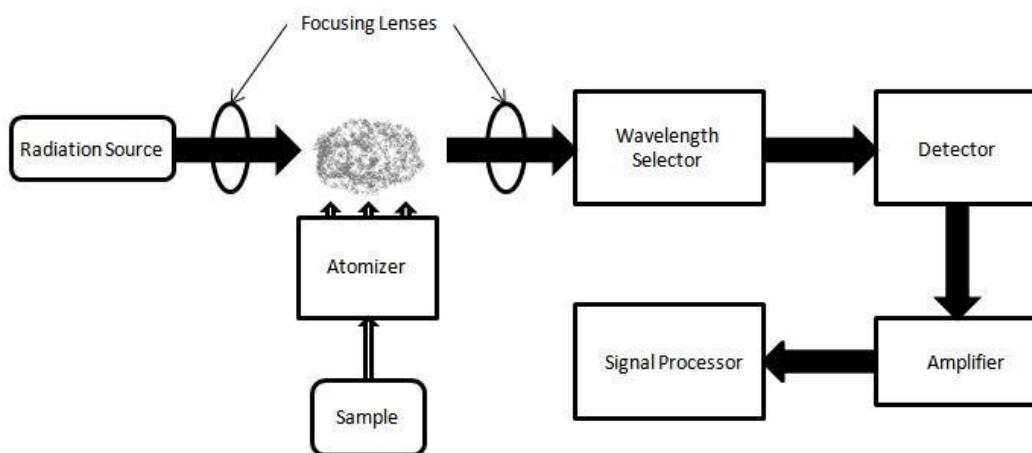 Focusing Lenses
Radiation Source
Wavelength
Selector
Detector
Atomizer
Signal Processor
Amplifier
Sample